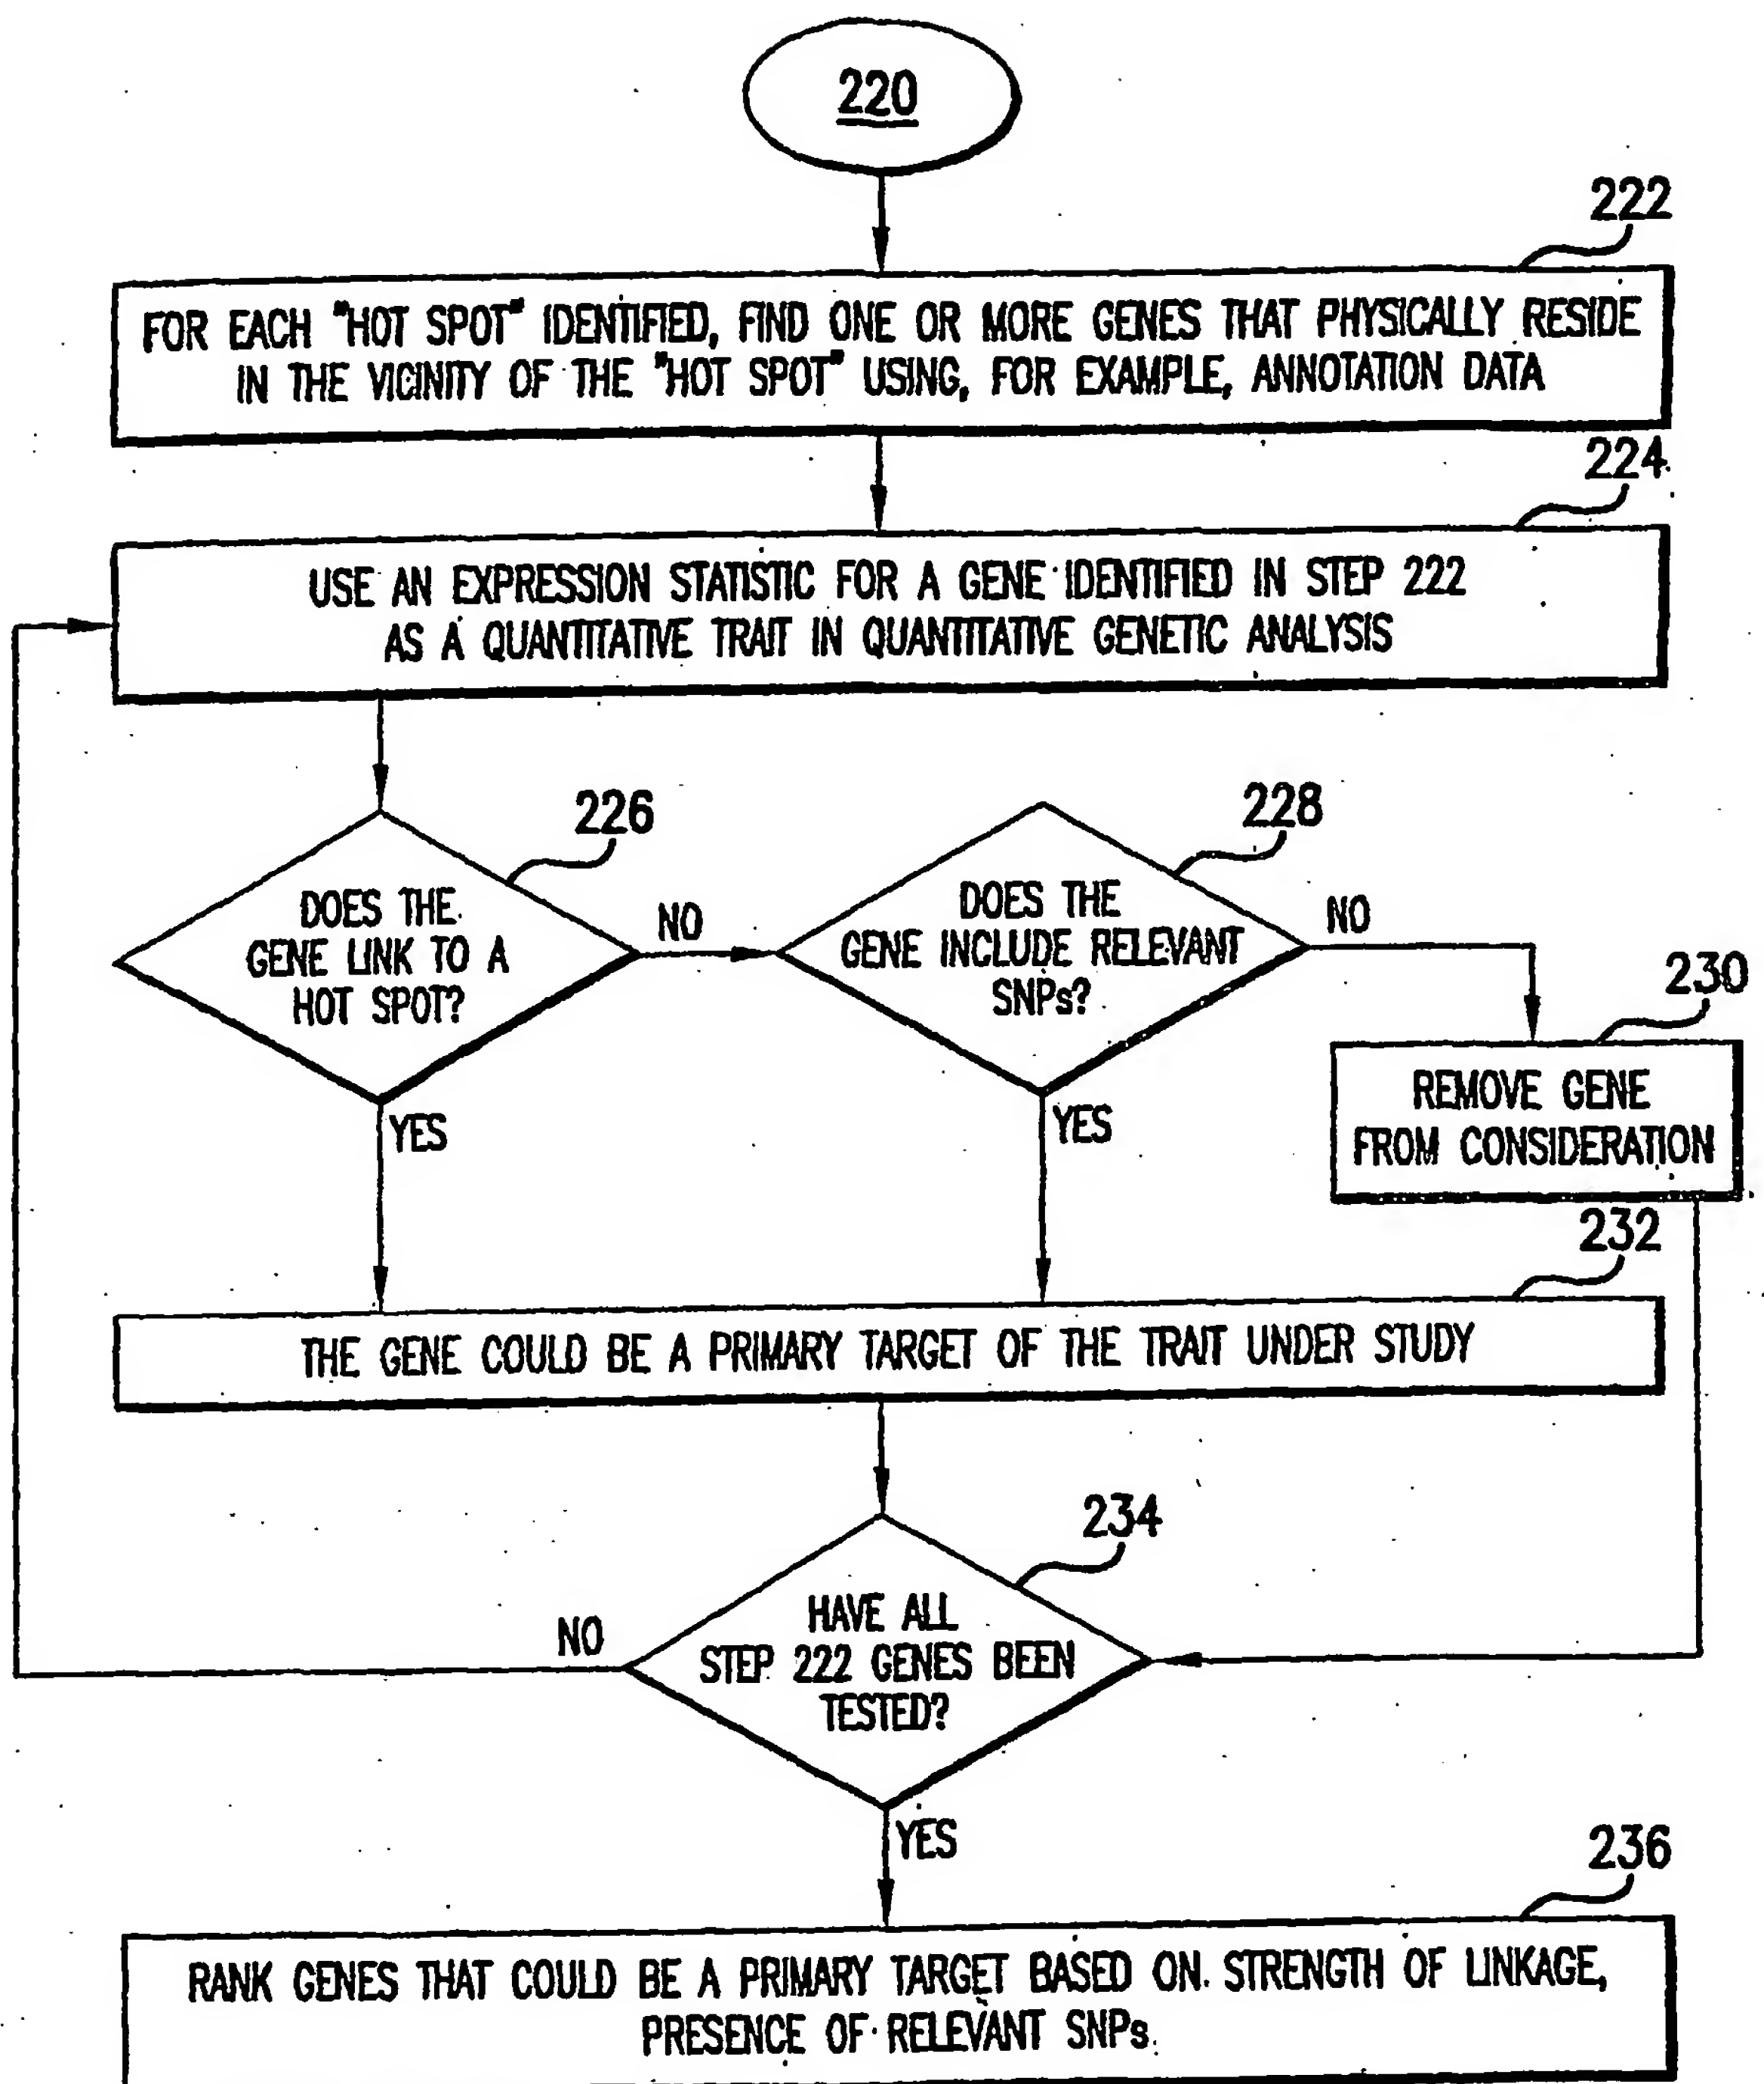 220
222
FOR EACH "HOT SPOT" IDENTIFIED, FIND ONE OR MORE GENES THAT PHYSICALLY RESIDE
IN THE VICINITY OF THE "HOT SPOT" USING, FOR EXAMPLE, ANNOTATION DATA
224
USE AN EXPRESSION STATISTIC FOR A GENE IDENTIFIED IN STEP 222
AS A QUANTITATIVE TRAIT IN QUANTITATIVE GENETIC ANALYSIS
226
DOES THE
GENE LINK TO A
HOT SPOT?
NO
YES
228
DOES THE
GENE INCLUDE RELEVANT
SNPs?
NO
YES
230
REMOVE GENE
FROM CONSIDERATION
232
THE GENE COULD BE A PRIMARY TARGET OF THE TRAIT UNDER STUDY
234
HAVE ALL
STEP 222 GENES BEEN
TESTED?
NO
YES
236
RANK GENES THAT COULD BE A PRIMARY TARGET BASED ON STRENGTH OF LINKAGE,
PRESENCE OF RELEVANT SNPs.